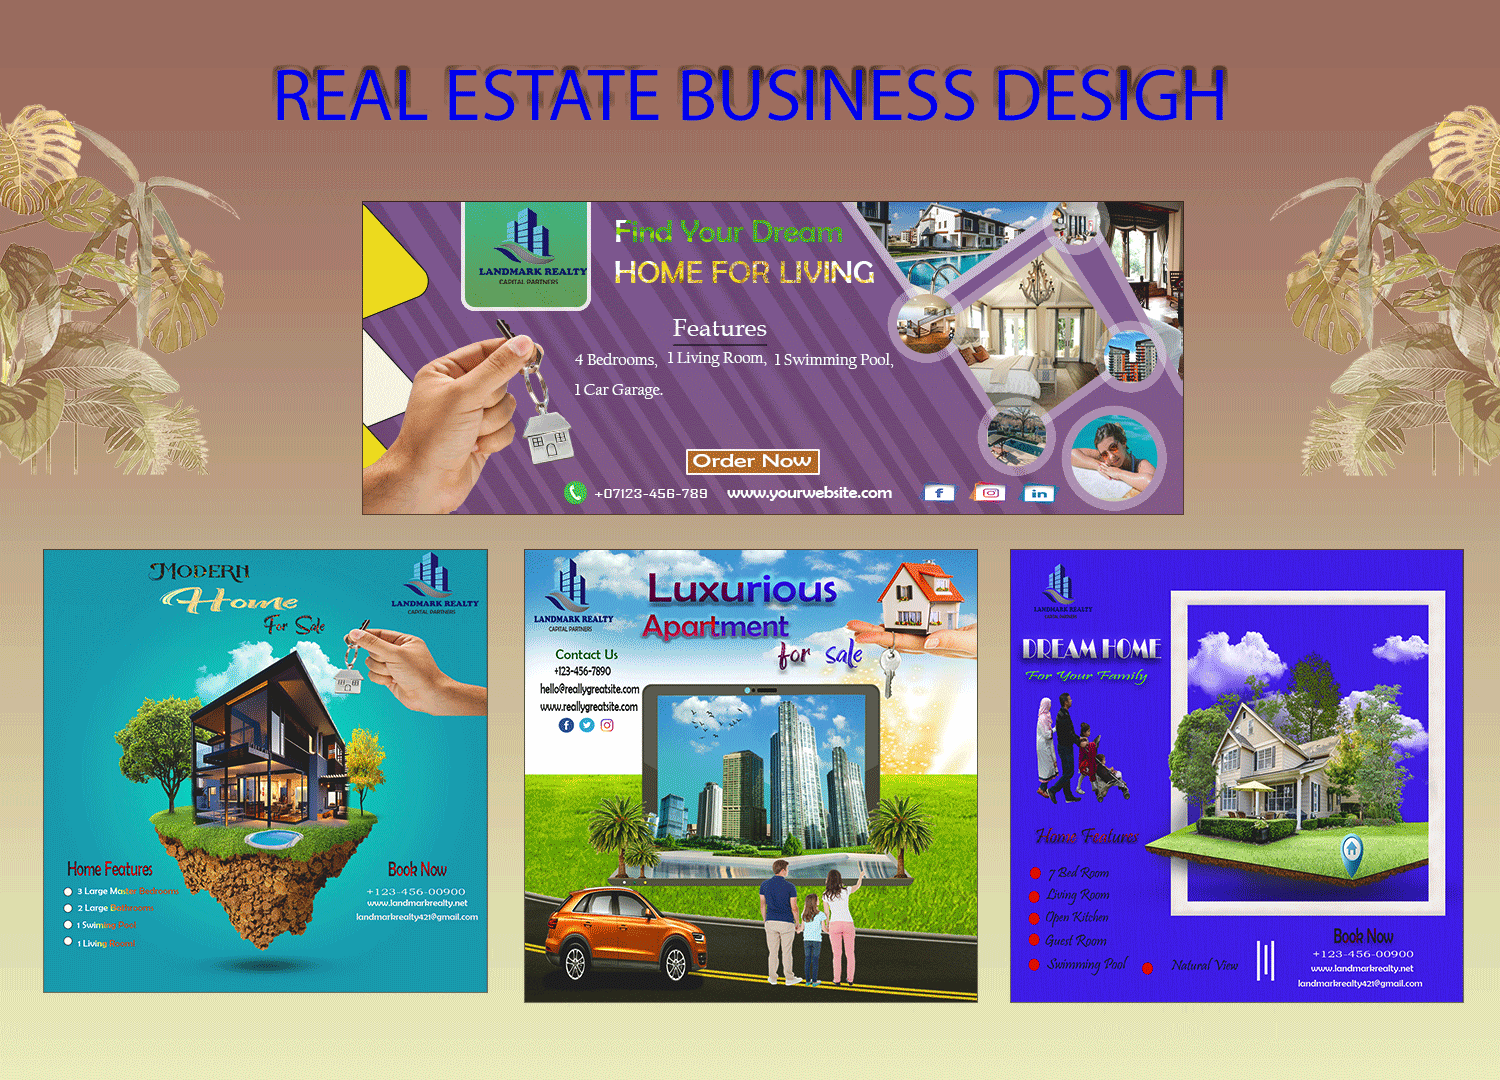 REAL ESTATE BUSINESS DESIGH
LANDMARK REALTY
CAPITAL PARTNERS
Find Your Dream
HOME FOR LIVING
Features
4 Bedrooms, 1 Living Room, 1 Swimming Pool,
1 Car Garage.
Order Now
+07123-456-789 www.yourwebsite.com
MODERN
Home
For Sale
LANDMARK REALTY
CAPITAL PARTNERS
Home Features
3 Large Master Bedrooms
2 Large Bathrooms
1 Swiming Pool
1 Living
Book Now
+123-456-00900
www.landmarkrealty.net
landmarkrealty421@gmail.com
LANDMARK REALTY
CAPITAL PARTNERS
Luxurious
Apartment
for sale
Contact Us
+123-456-7890
hello@reallygreatsite.com
www.reallygreatsite.com
LANDMARK REALTY
CAPITAL PARTNERS
DREAM HOME
For Your Family
Home Features
7 Bed Room
Living Room
Open Kitchen
Guest Room
Swimming Pool
Natural View
Book Now
+123-456-00900
www.landmarkrealty.net
landmarkrealty421@gmail.com